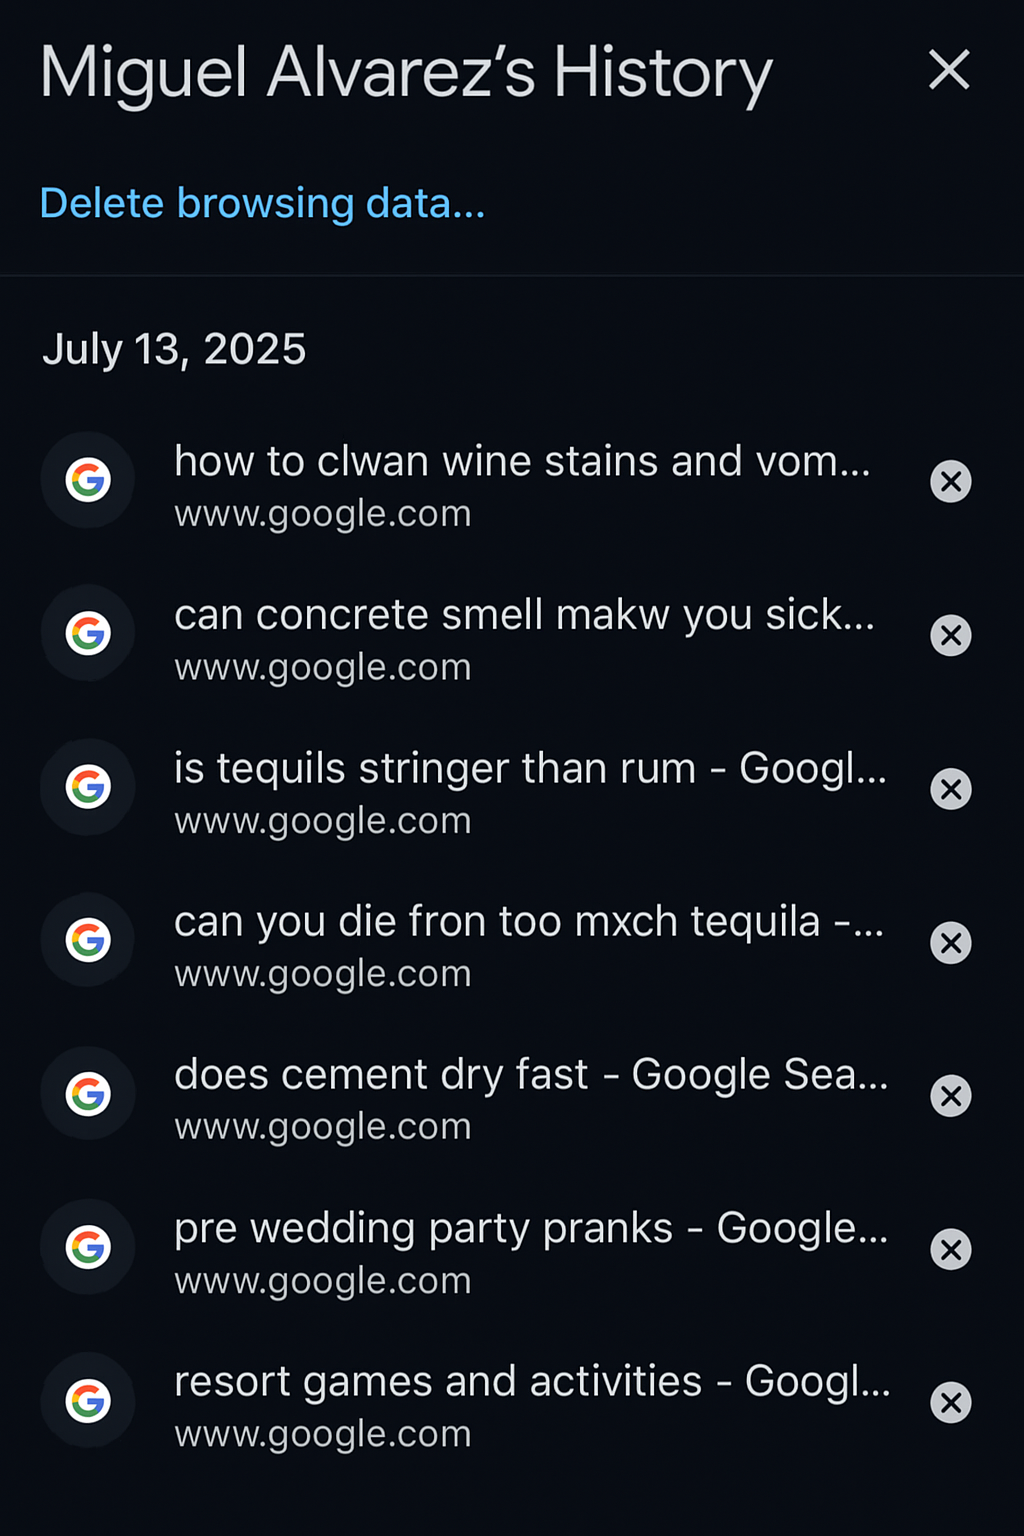 Miguel Alvarez’s History
Delete browsing data...
July 13, 2025
how to clwan wine stains and vom...
www.google.com
can concrete smell makw you sick...
www.google.com
is tequils stringer than rum - Googl...
www.google.com
can you die fron too mxch tequila -...
www.google.com
does cement dry fast - Google Sea...
www.google.com
pre wedding party pranks - Google...
www.google.com
resort games and activities - Googl...
www.google.com